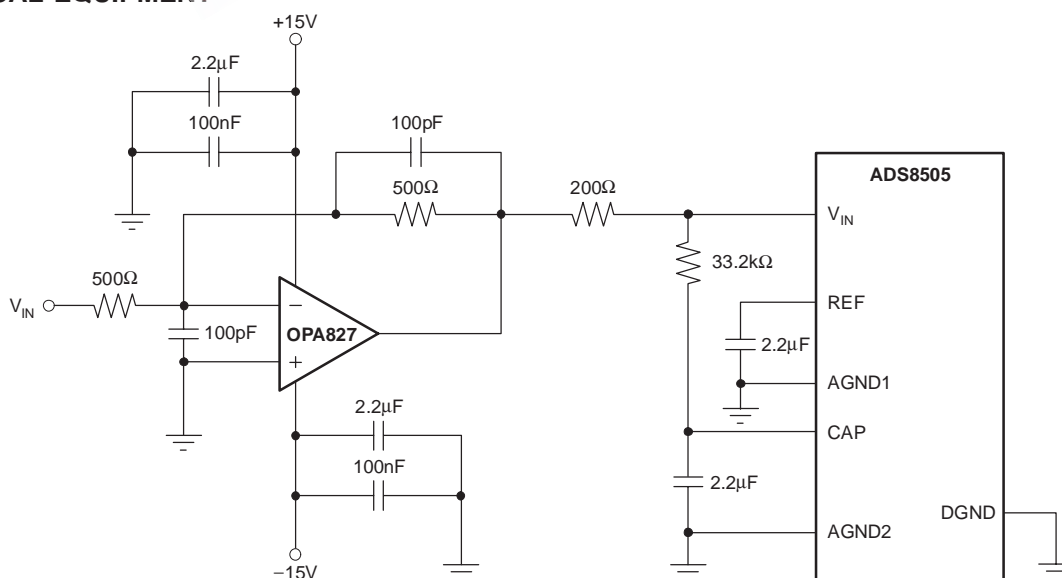 +15V
2.2μF
100nF
100pF
500Ω
200Ω
ADS8505
V_IN
33.2kΩ
500Ω
V_IN
REF
−
100pF
OPA827
2.2μF
+
AGND1
2.2μF
CAP
100nF
2.2μF
DGND
AGND2
−15V